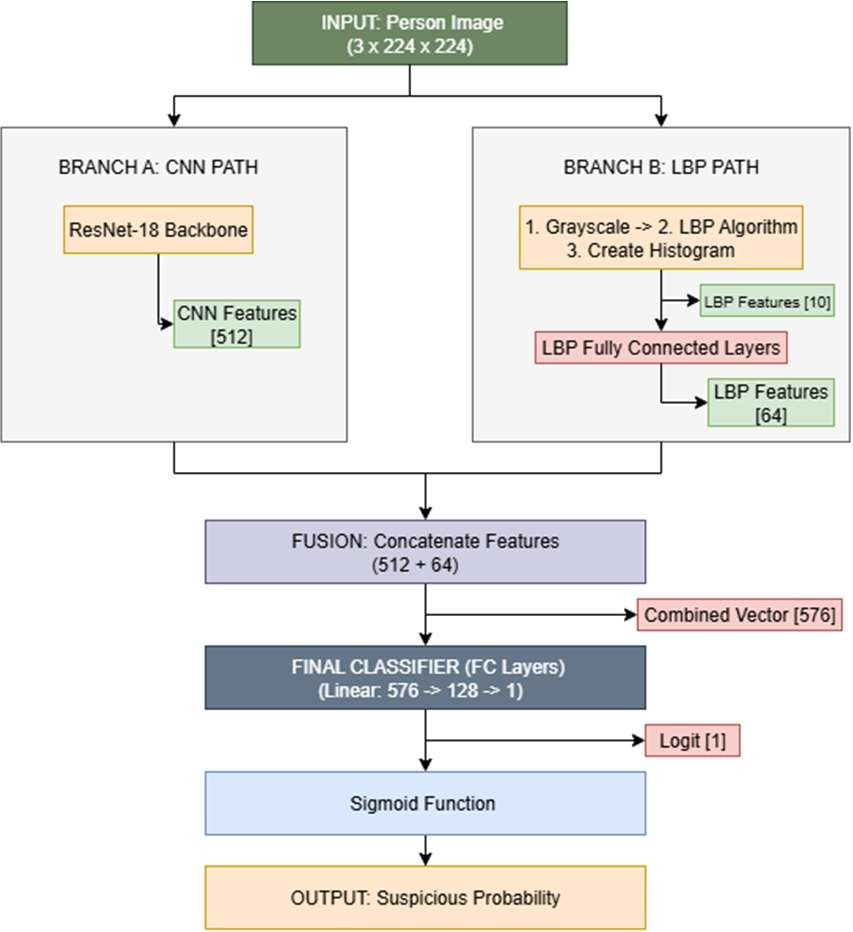 INPUT: Person Image
(3 x 224 x 224)
BRANCH A: CNN PATH
ResNet-18 Backbone
CNN Features
[512]
BRANCH B: LBP PATH
1. Grayscale -> 2. LBP Algorithm
3. Create Histogram
LBP Features [10]
LBP Fully Connected Layers
LBP Features
[64]
FUSION: Concatenate Features
(512 + 64)
Combined Vector [576]
FINAL CLASSIFIER (FC Layers)
(Linear: 576 -> 128 -> 1)
Logit [1]
Sigmoid Function
OUTPUT: Suspicious Probability